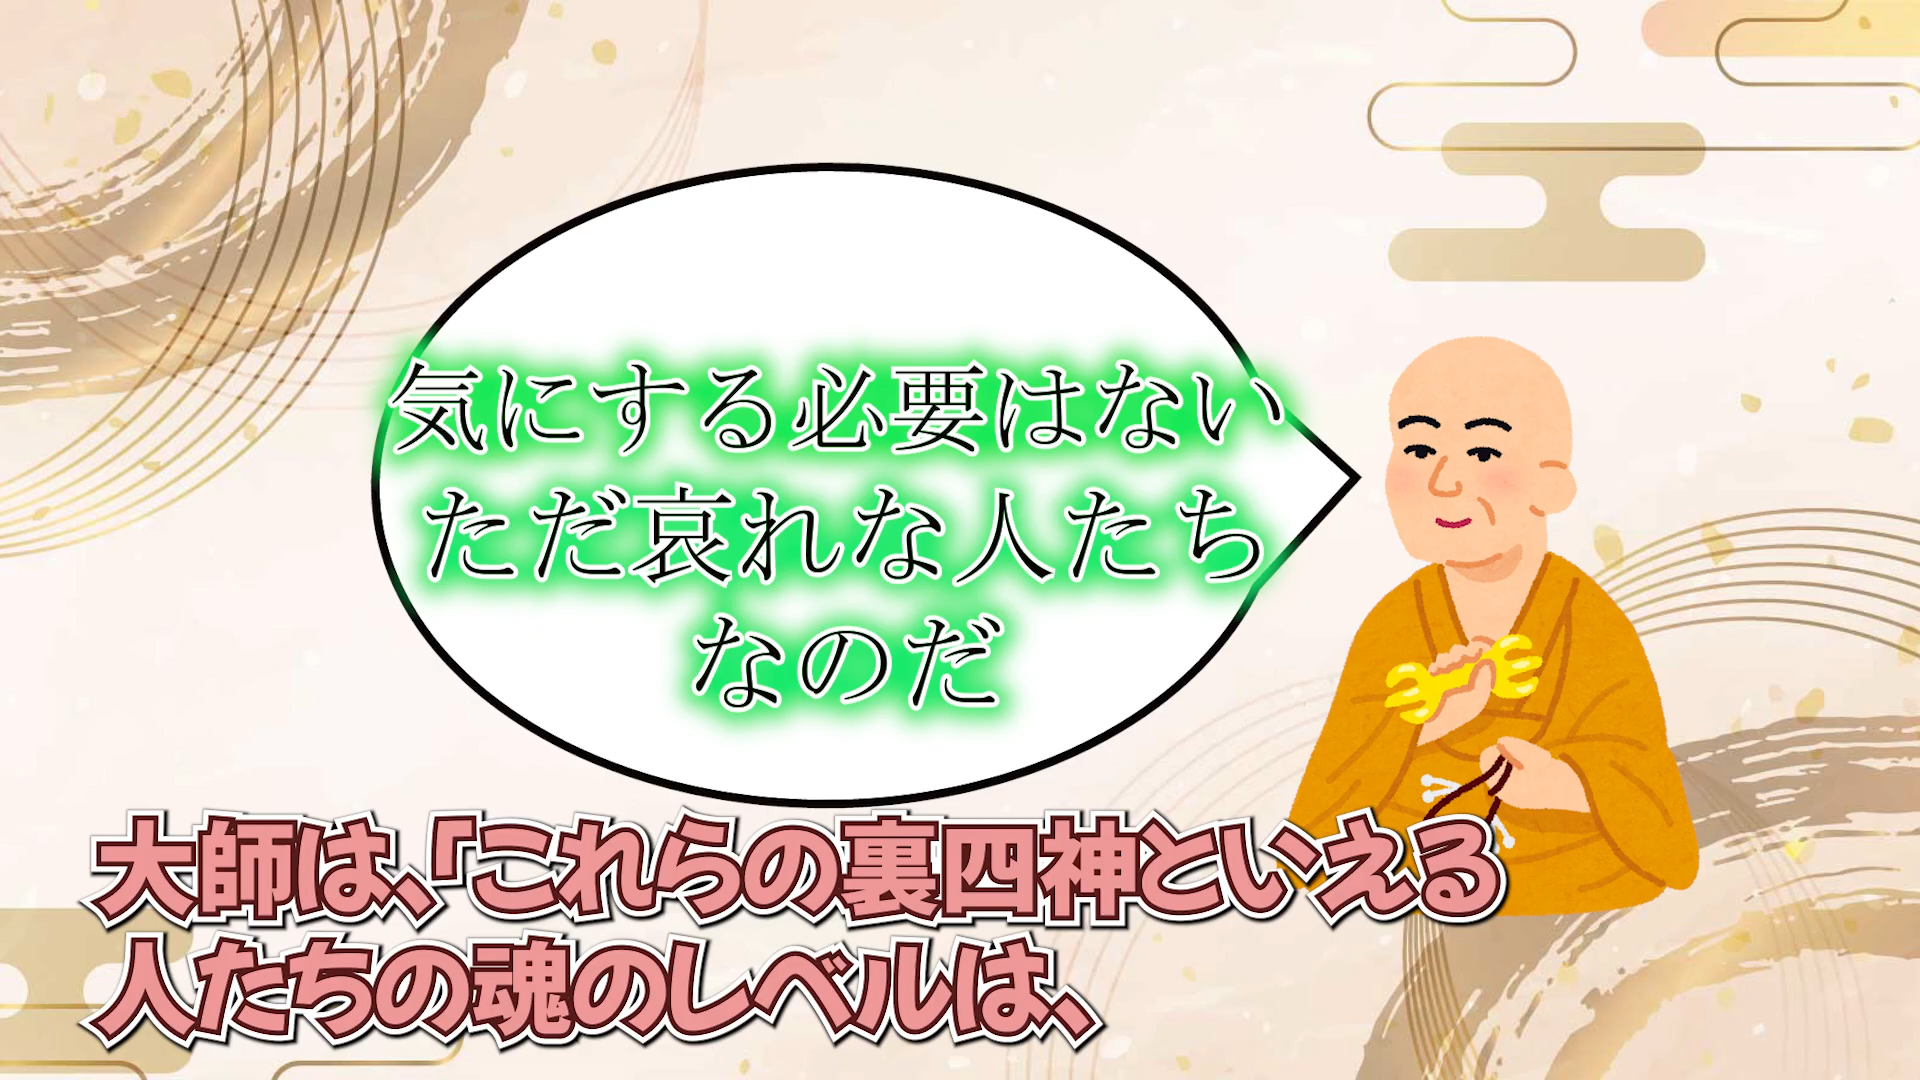 気にする必要はない
ただ哀れな人たち
なのだ
大師は、「これらの裏四神といえる
人たちの魂のレベルは、